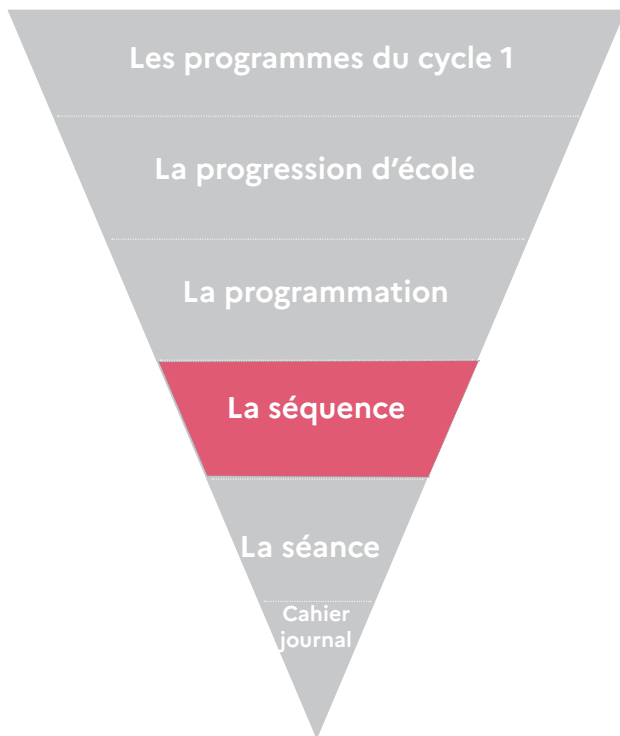 Les programmes du cycle 1
La progression d’école
La programmation
La séquence
La séance
Cahier
journal